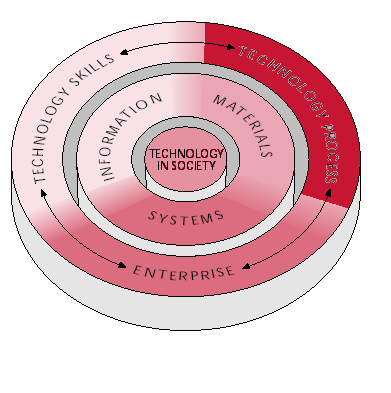 TECHNOLOGY SKILLS
TECHNOLOGY PROCESS
INFORMATION
MATERIALS
TECHNOLOGY
IN SOCIETY
SYSTEMS
ENTERPRISE